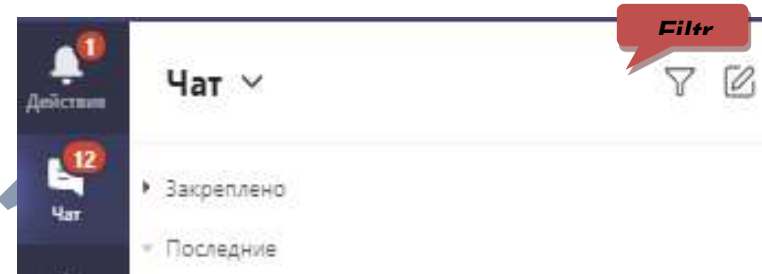 Filtr
1
Действия
Чат
12
Чат
Закреплено
Последние